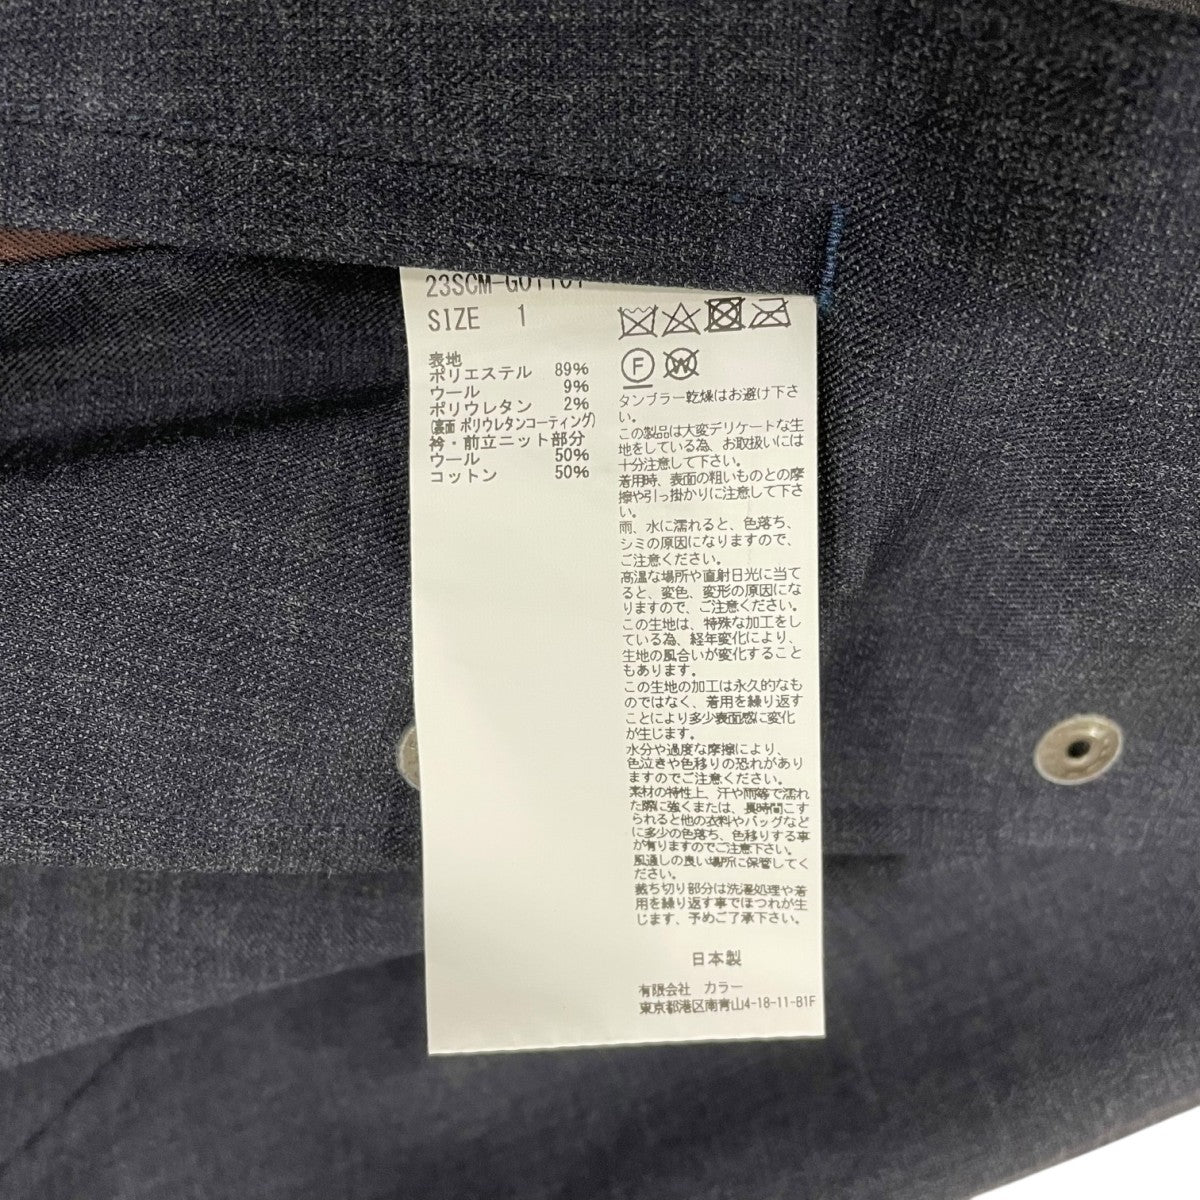 SIZE 1
表地
ポリエステル 89%
ウール 9%
ポリウレタン 2%
(裏面 ポリウレタンコーティング)
衿・前立ニット部分
ウール 50%
コットン 50%
F
W
タンブラー乾燥はお避け下さ
い。
この製品は大変デリケートな生
地をしている為、お取扱いには
十分注意して下さい。
着用時、表面の粗いものとの摩
擦や引っ掛かりに注意して下さ
い。
雨、水に濡れると、色落ち、
シミの原因になりますので、
ご注意ください。
高温な場所や直射日光に当て
ると、変色、変形の原因にな
りますので、ご注意ください。
この生地は、特殊な加工をし
ている為、経年変化により、
生地の風合いが変化すること
もあります。
この生地の加工は永久的なも
のではなく、着用を繰り返す
ことにより多少表面感に変化
が生じます。
水分や過度な摩擦により、
色泣きや色移りの恐れがあり
ますのでご注意ください。
素材の特性上、汗や雨等で濡れ
た際に強くまたは、長時間こす
られると他の衣料やバッグなど
に多少の色落ち、色移りする事
が有りますのでご注意下さい。
風通しの良い場所に保管してく
ださい。
裁ち切り部分は洗濯処理や着
用を繰り返す事でほつれが生
じます、予めご了承下さい。
日本製
有限会社 カラー
東京都港区南青山4-18-11-B1F